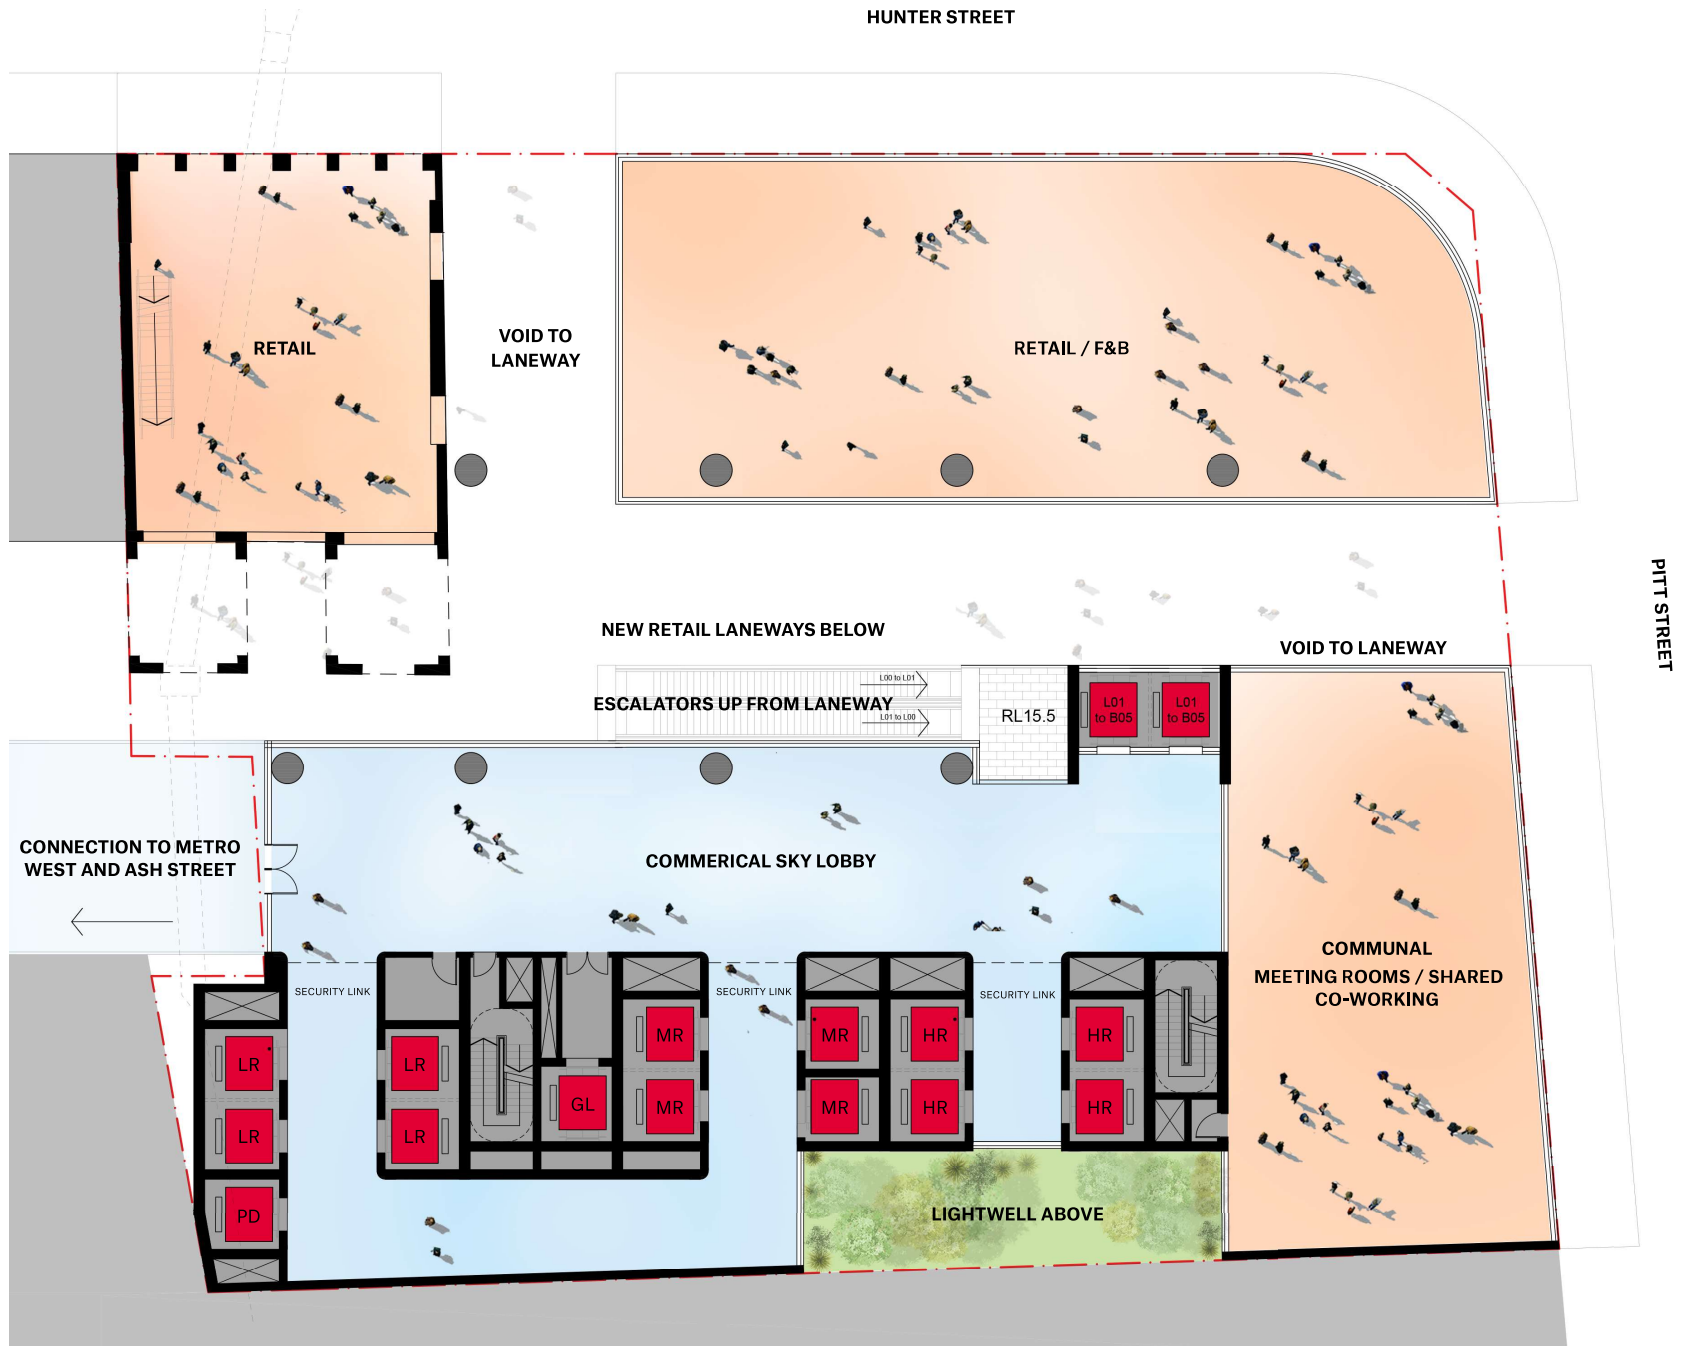 HUNTER STREET
RETAIL
VOID TO
LANEWAY
RETAIL / F&B
PITT STREET
NEW RETAIL LANEWAYS BELOW
VOID TO LANEWAY
L00 to L01
ESCALATORS UP FROM LANEWAY
L01 to L00
RL15.5
L01
to B05
L01
to B05
CONNECTION TO METRO
WEST AND ASH STREET
COMMERICAL SKY LOBBY
COMMUNAL
MEETING ROOMS / SHARED
CO-WORKING
SECURITY LINK
SECURITY LINK
SECURITY LINK
LR
LR
MR
MR
HR
HR
LR
LR
GL
MR
MR
HR
HR
PD
LIGHTWELL ABOVE